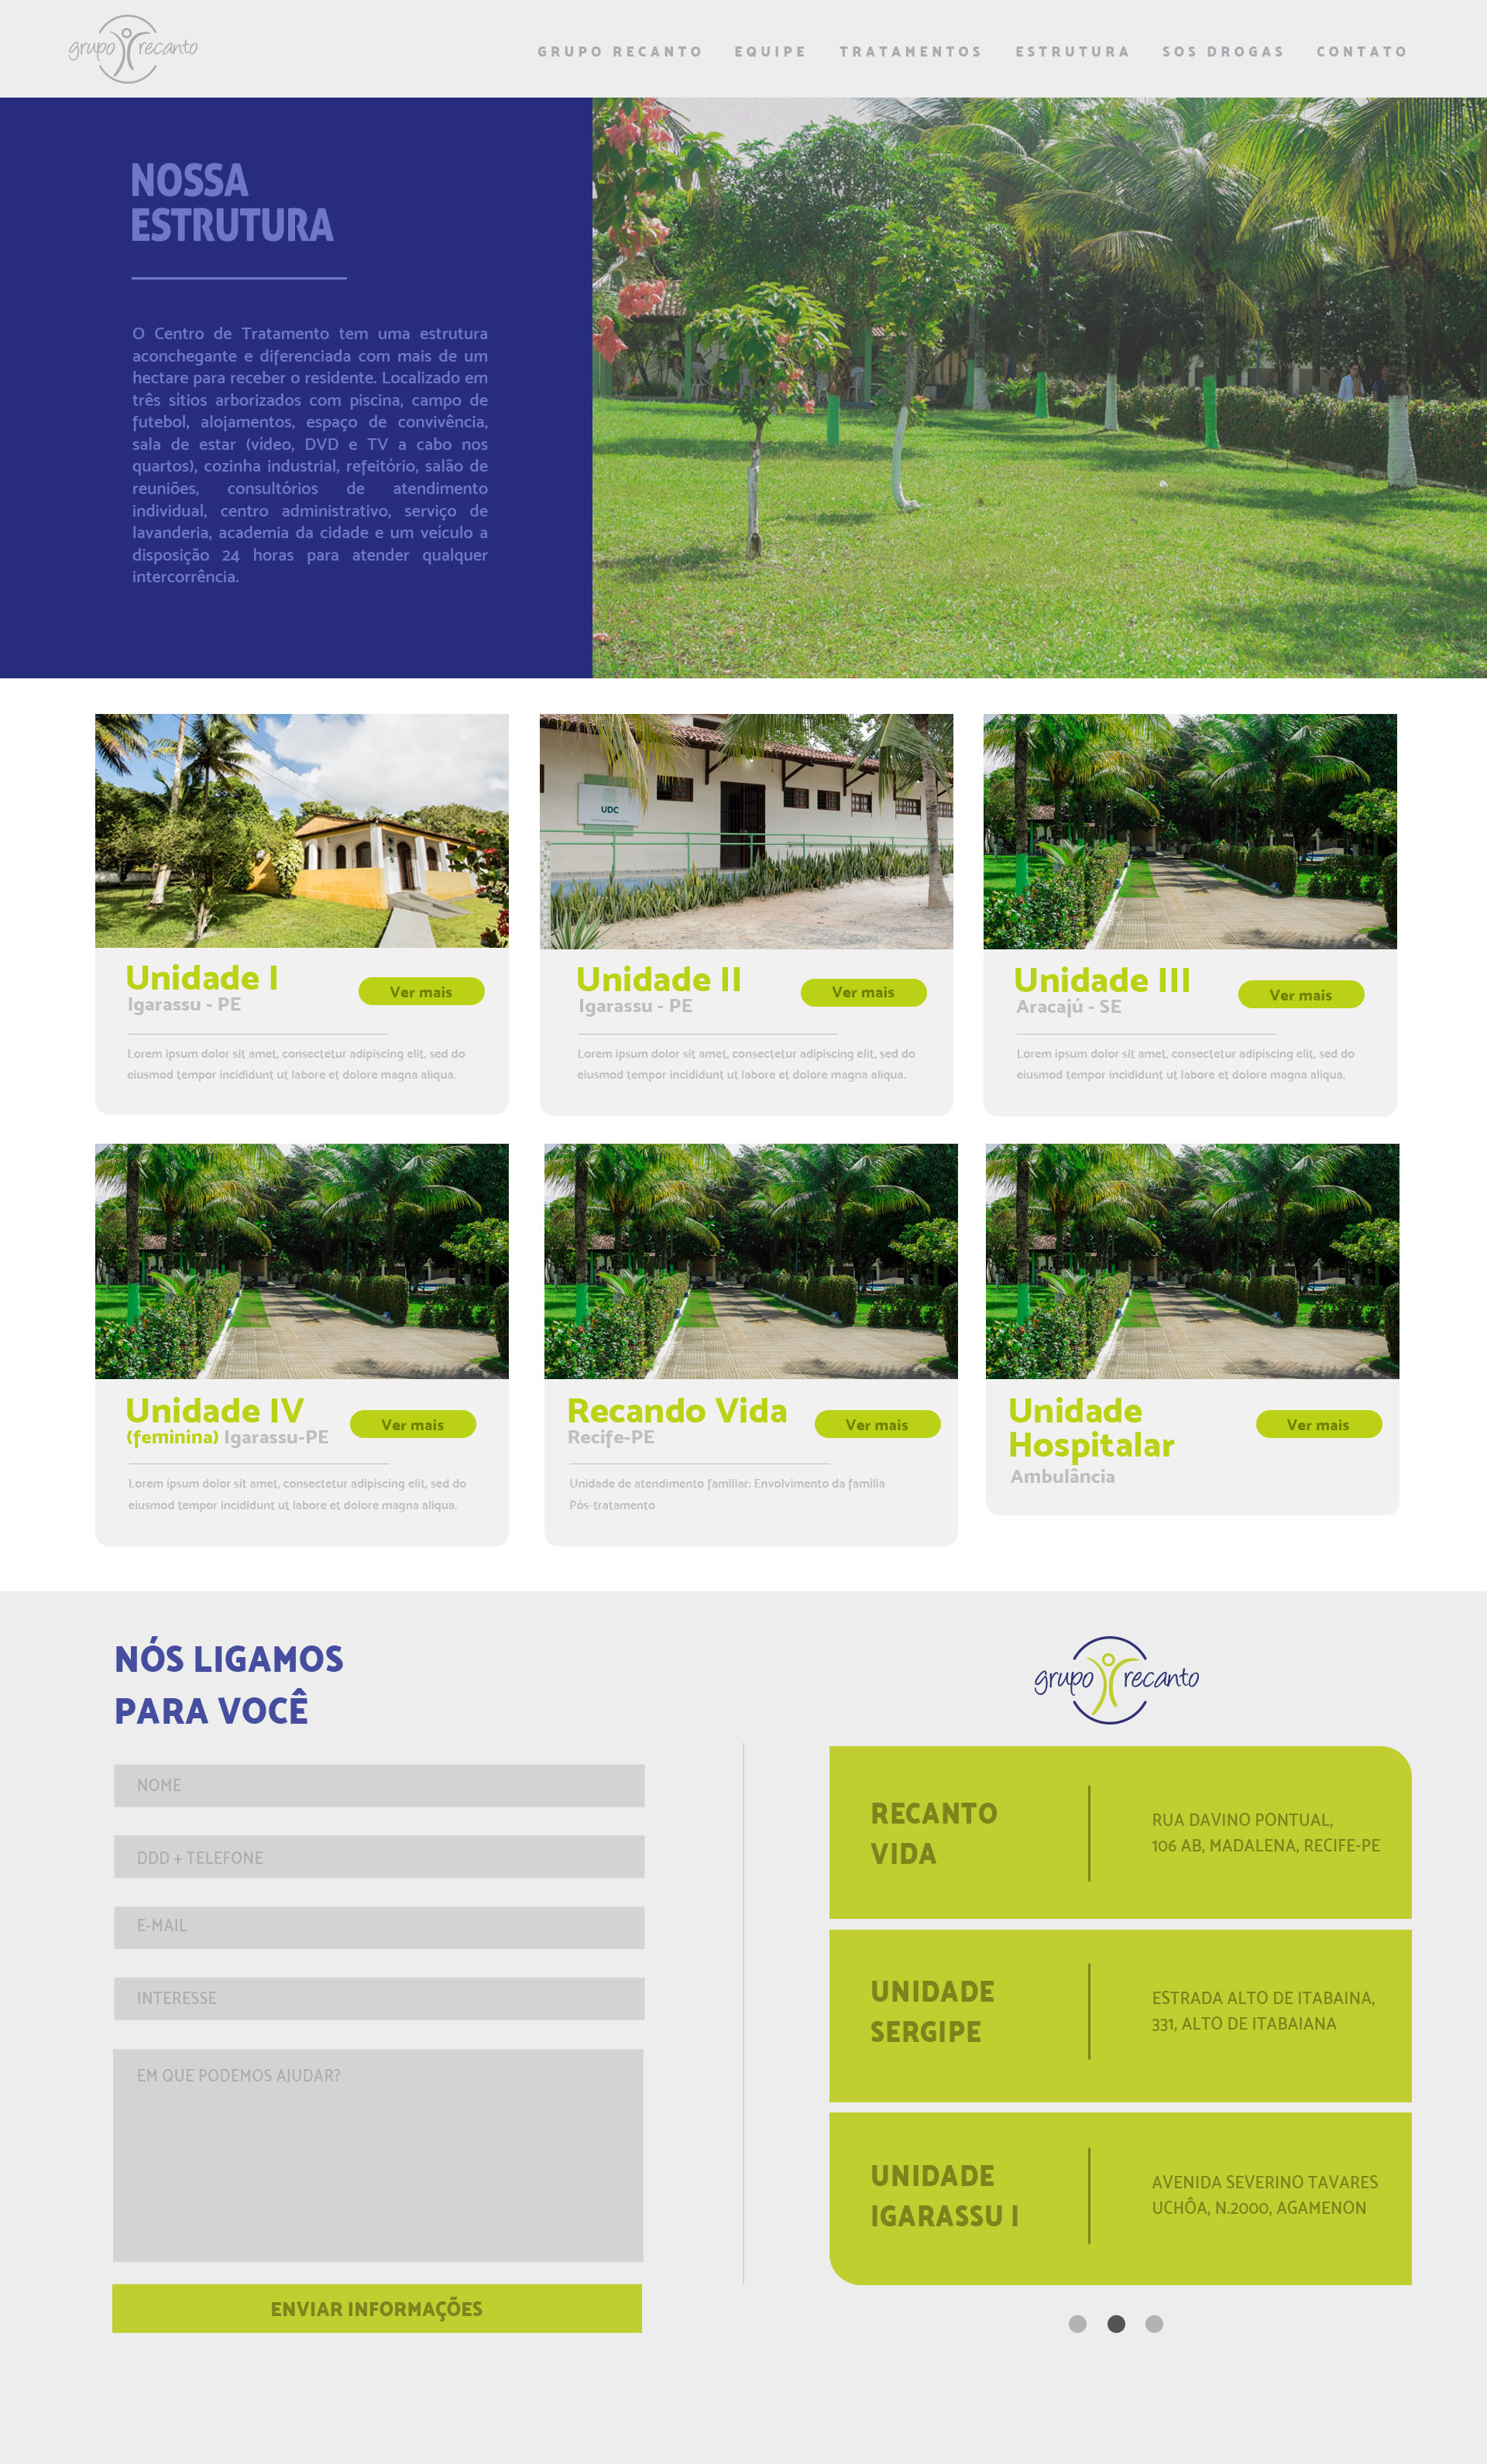 grupo recanto
GRUPO RECANTO EQUIPE TRATAMENTOS ESTRUTURA SOS DROGAS CONTATO
NOSSA
ESTRUTURA
O Centro de Tratamento tem uma estrutura
aconchegante e diferenciada com mais de um
hectare para receber o residente. Localizado em
três sítios arborizados com piscina, campo de
futebol, alojamentos, espaço de convivência,
sala de estar (vídeo, DVD e TV a cabo nos
quartos), cozinha industrial, refeitório, salão de
reuniões, consultórios de atendimento
individual, centro administrativo, serviço de
lavanderia, academia da cidade e um veículo a
disposição 24 horas para atender qualquer
intercorrência.
UDC
Unidade I
Igarassu - PE
Ver mais
Lorem ipsum dolor sit amet, consectetur adipiscing elit, sed do
eiusmod tempor incididunt ut labore et dolore magna aliqua.
Unidade II
Igarassu - PE
Ver mais
Lorem ipsum dolor sit amet, consectetur adipiscing elit, sed do
eiusmod tempor incididunt ut labore et dolore magna aliqua.
Unidade III
Aracajú - SE
Ver mais
Lorem ipsum dolor sit amet, consectetur adipiscing elit, sed do
eiusmod tempor incididunt ut labore et dolore magna aliqua.
Unidade IV
(feminina) Igarassu-PE
Ver mais
Lorem ipsum dolor sit amet, consectetur adipiscing elit, sed do
eiusmod tempor incididunt ut labore et dolore magna aliqua.
Recando Vida
Recife-PE
Ver mais
Unidade de atendimento familiar: Envolvimento da família
Pós-tratamento
Unidade
Hospitalar
Ambulância
Ver mais
NÓS LIGAMOS
PARA VOCÊ
NOME
DDD + TELEFONE
E-MAIL
INTERESSE
EM QUE PODEMOS AJUDAR?
ENVIAR INFORMAÇÕES
grupo recanto
RECANTO
VIDA
RUA DAVINO PONTUAL,
106 AB, MADALENA, RECIFE-PE
UNIDADE
SERGIPE
ESTRADA ALTO DE ITABAINA,
331, ALTO DE ITABAIANA
UNIDADE
IGARASSU I
AVENIDA SEVERINO TAVARES
UCHÔA, N.2000, AGAMENON